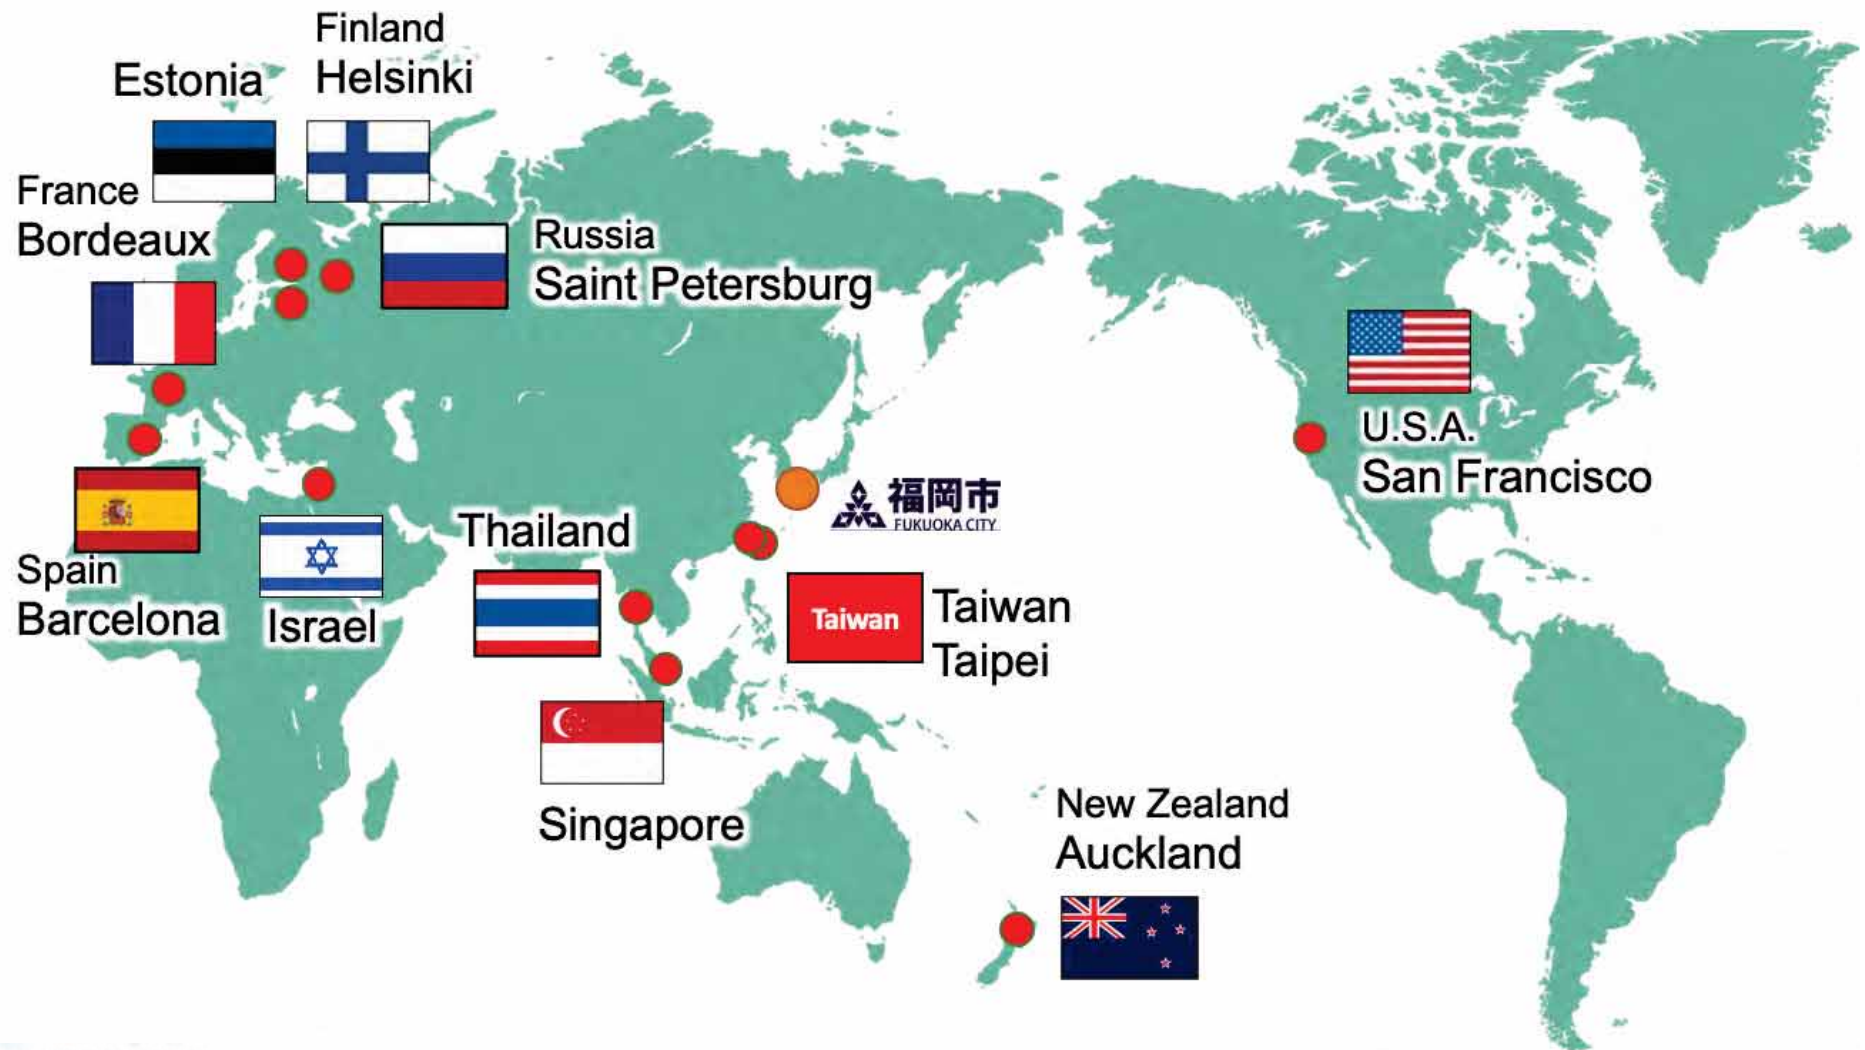 Finland
Helsinki
Estonia
France
Bordeaux
Russia
Saint Petersburg
U.S.A.
San Francisco
福岡市
FUKUOKA CITY
Thailand
Spain
Barcelona
Israel
Taiwan
Taiwan
Taipei
Singapore
New Zealand
Auckland